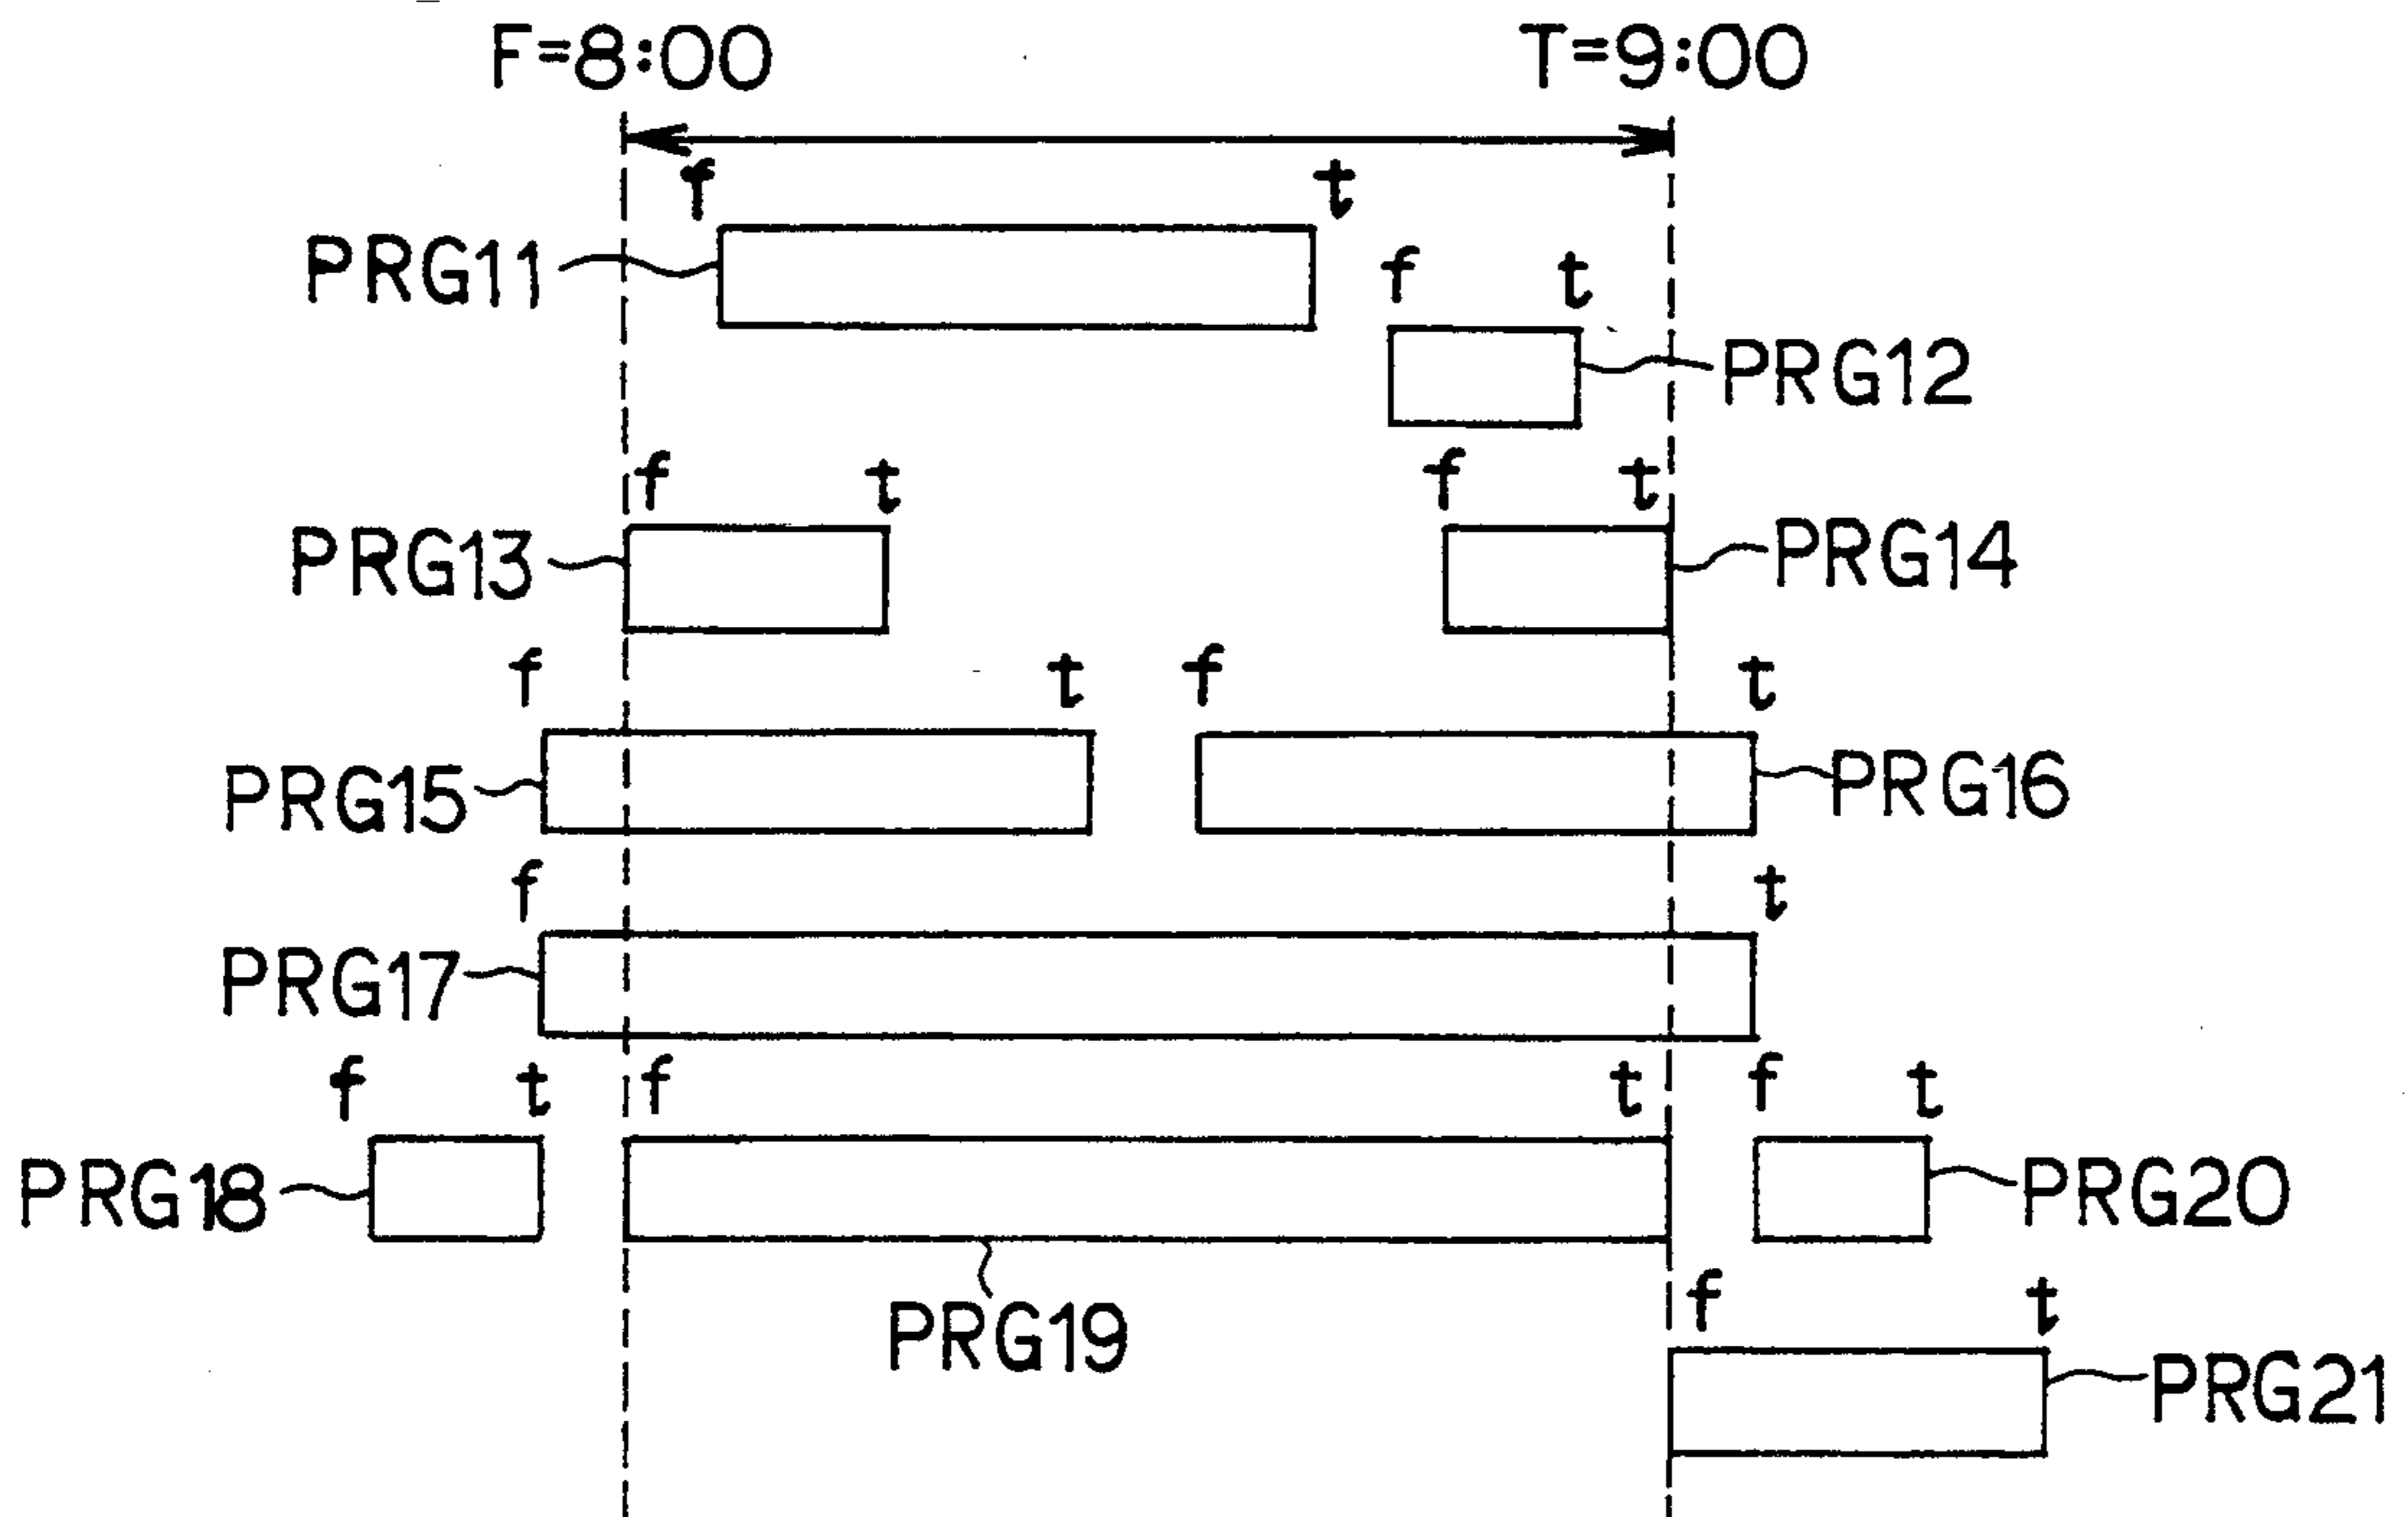 F=8:00 T=9:00
f t
PRG11
f t
PRG12
f t f t
PRG13 PRG14
f t f t
PRG15 PRG16
f t
PRG17
f t f t f t
PRG18 PRG20
PRG19
f t
PRG21